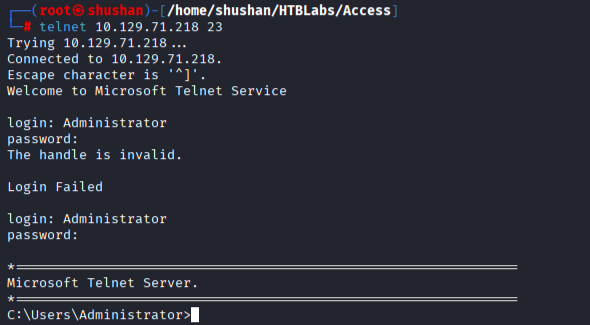 ┌──(root㉿shushan)-[/home/shushan/HTBLabs/Access]
└─# telnet 10.129.71.218 23
Trying 10.129.71.218...
Connected to 10.129.71.218.
Escape character is '^]'.
Welcome to Microsoft Telnet Service
login: Administrator
password:
The handle is invalid.
Login Failed
login: Administrator
password:
*===============================================================
Microsoft Telnet Server.
*===============================================================
C:\Users\Administrator>